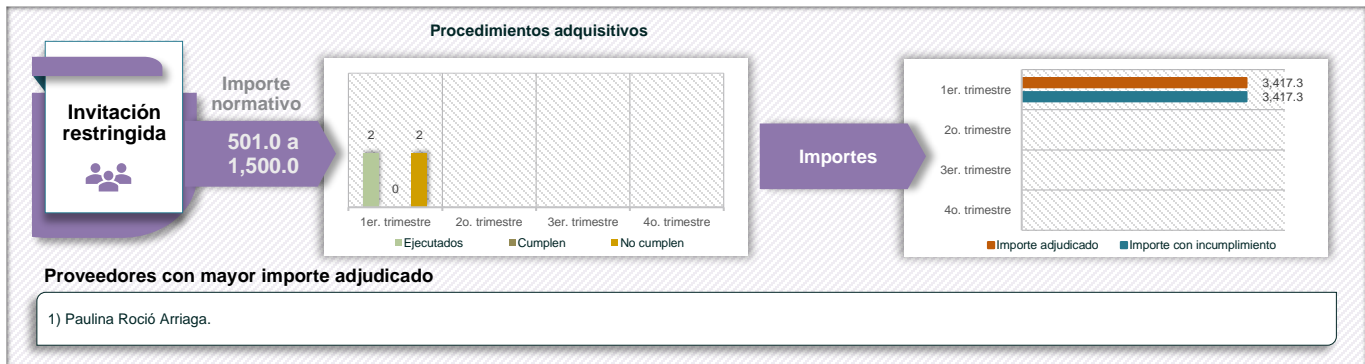 Procedimientos adquisitivos
Invitación
restringida
Importe
normativo
501.0 a
1,500.0
2
0
2
1er. trimestre
2o. trimestre
3er. trimestre
4o. trimestre
Ejecutados
Cumplen
No cumplen
Importes
1er. trimestre
2o. trimestre
3er. trimestre
4o. trimestre
3,417.3
3,417.3
Importe adjudicado
Importe con incumplimiento
Proveedores con mayor importe adjudicado
1) Paulina Roció Arriaga.